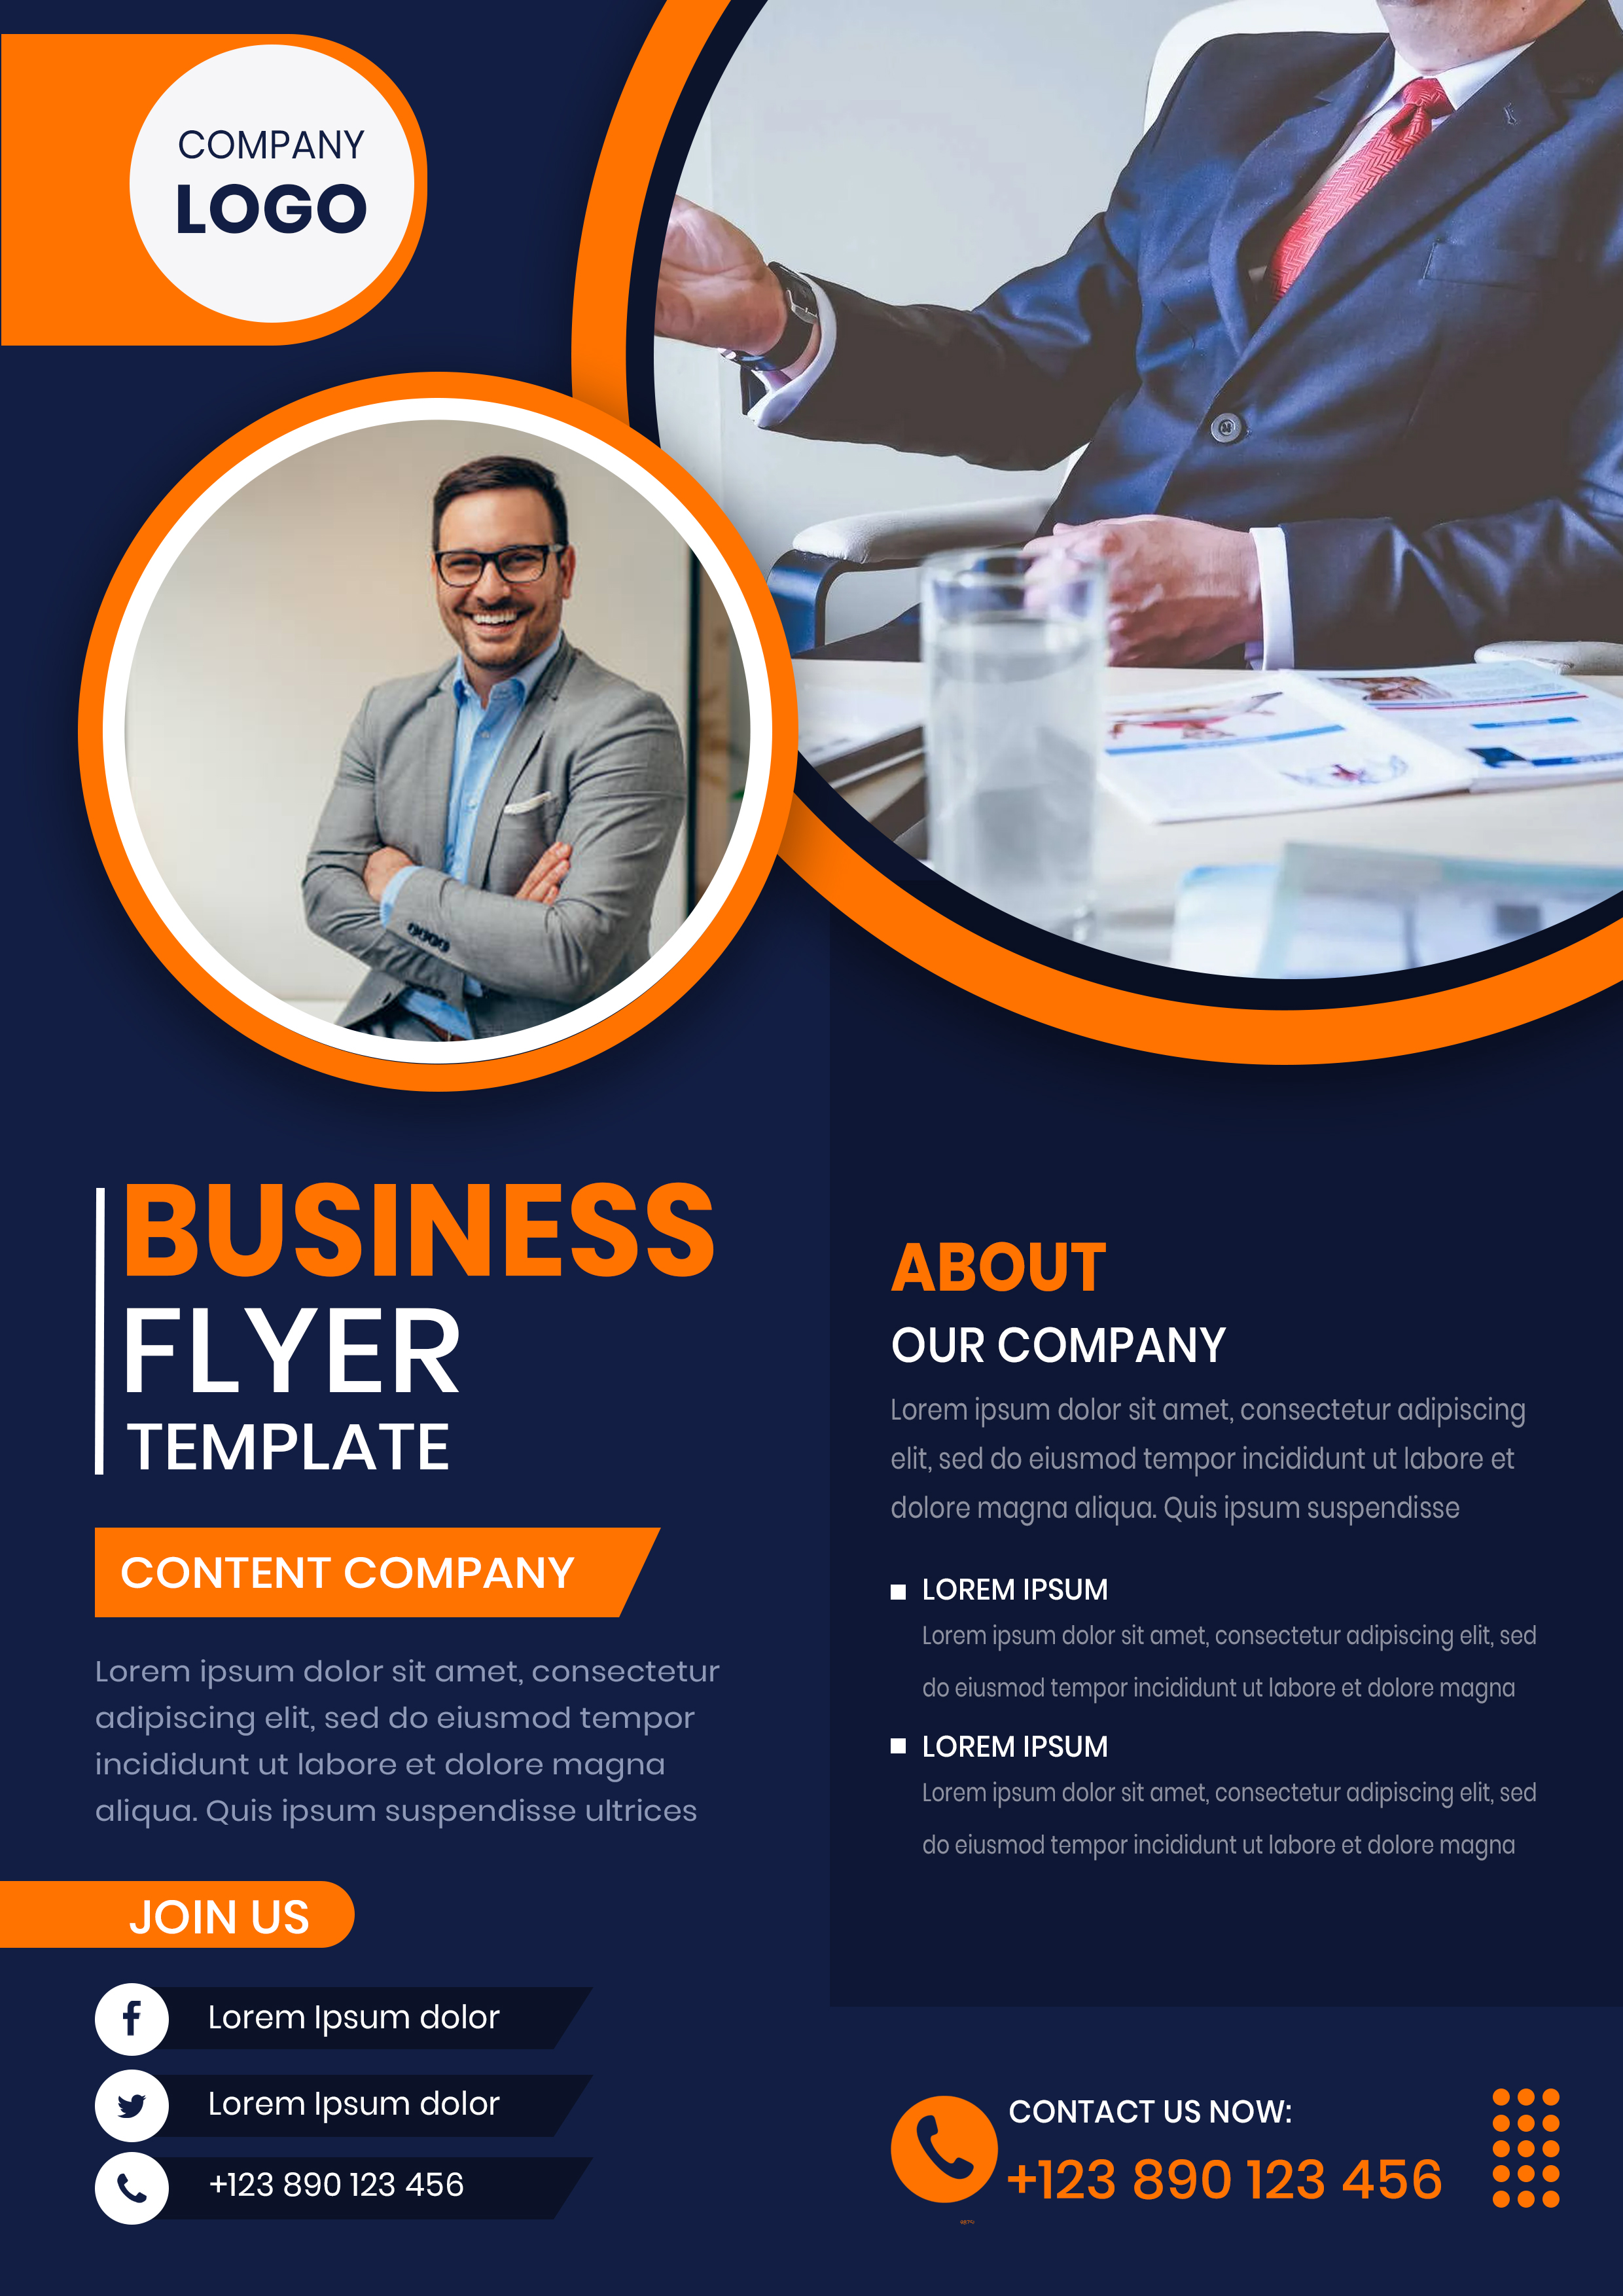 COMPANY
LOGO
BUSINESS
FLYER
TEMPLATE
CONTENT COMPANY
Lorem ipsum dolor sit amet, consectetur
adipiscing elit, sed do eiusmod tempor
incididunt ut labore et dolore magna
aliqua. Quis ipsum suspendisse ultrices
JOIN US
Lorem Ipsum dolor
Lorem Ipsum dolor
+123 890 123 456
ABOUT
OUR COMPANY
Lorem ipsum dolor sit amet, consectetur adipiscing
elit, sed do eiusmod tempor incididunt ut labore et
dolore magna aliqua. Quis ipsum suspendisse
LOREM IPSUM
Lorem ipsum dolor sit amet, consectetur adipiscing elit, sed
do eiusmod tempor incididunt ut labore et dolore magna
LOREM IPSUM
Lorem ipsum dolor sit amet, consectetur adipiscing elit, sed
do eiusmod tempor incididunt ut labore et dolore magna
CONTACT US NOW:
+123 890 123 456